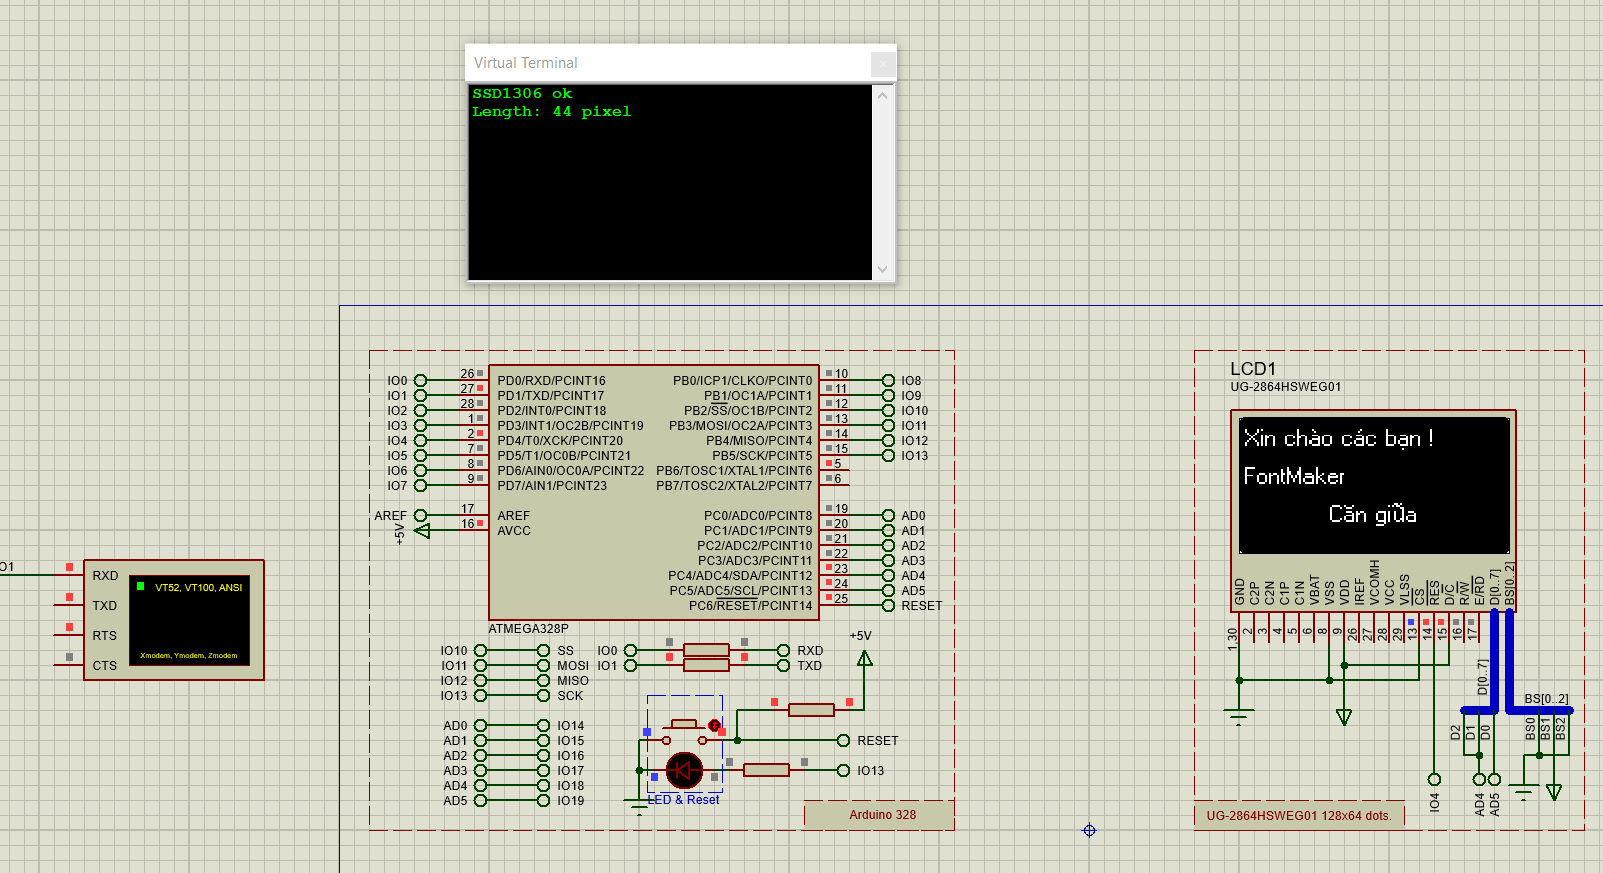 Virtual Terminal
SSD1306 ok
Length: 44 pixel
IO0 26 PD0/RXD/PCINT16 PB0/ICP1/CLKO/PCINT0 10 IO8
IO1 27 PD1/TXD/PCINT17 PB1/OC1A/PCINT1 11 IO9
IO2 28 PD2/INT0/PCINT18 PB2/SS/OC1B/PCINT2 12 IO10
IO3 1 PD3/INT1/OC2B/PCINT19 PB3/MOSI/OC2A/PCINT3 13 IO11
IO4 2 PD4/T0/XCK/PCINT20 PB4/MISO/PCINT4 14 IO12
IO5 7 PD5/T1/OC0B/PCINT21 PB5/SCK/PCINT5 15 IO13
IO6 8 PD6/AIN0/OC0A/PCINT22 PB6/TOSC1/XTAL1/PCINT6 5
IO7 9 PD7/AIN1/PCINT23 PB7/TOSC2/XTAL2/PCINT7 6
AREF 17 AREF PC0/ADC0/PCINT8 19 AD0
+5V 16 AVCC PC1/ADC1/PCINT9 20 AD1
PC2/ADC2/PCINT10 21 AD2
PC3/ADC3/PCINT11 22 AD3
PC4/ADC4/SDA/PCINT12 23 AD4
PC5/ADC5/SCL/PCINT13 24 AD5
PC6/RESET/PCINT14 25 RESET
ATMEGA328P
O1 RXD
VT52, VT100, ANSI
TXD
RTS
Xmodem, Ymodem, Zmodem
CTS
IO10 SS IO0 RXD
IO11 MOSI IO1 TXD
IO12 MISO
IO13 SCK
+5V
AD0 IO14
AD1 IO15
AD2 IO16
AD3 IO17
AD4 IO18
AD5 IO19
RESET
IO13
LED & Reset
Arduino 328
LCD1
UG-2864HSWEG01
Xin chào các bạn !
FontMaker
Căn giữa
GND C2P C2N C1P C1N VBAT VSS VDD IREF VCOMH VCC VLSS CS RES D/C R/W E/RD D[0..7] BS[0..2]
1,30 2 3 4 5 6 8 9 26 27 28 29 13 14 15 16 17
D[0..7]
BS[0..2]
D2 D1 D0 BS0 BS1 BS2
IO4 AD4 AD5
UG-2864HSWEG01 128x64 dots.